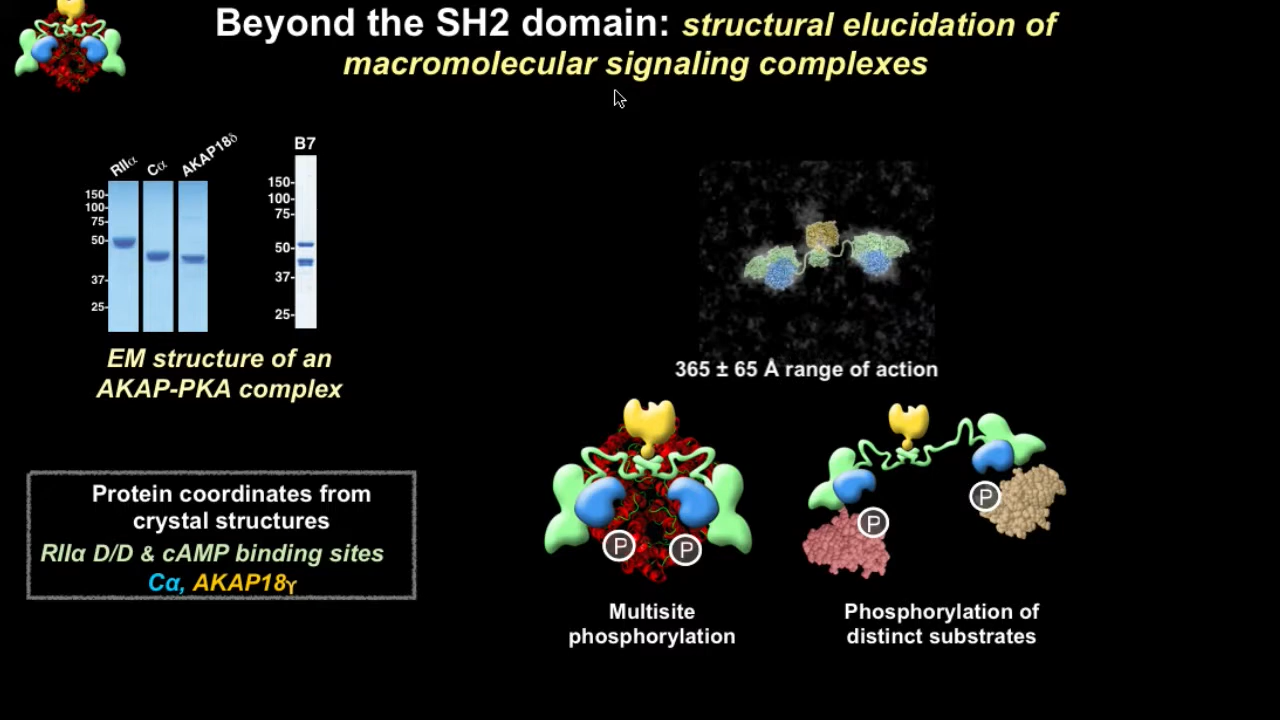 Beyond the SH2 domain: structural elucidation of
macromolecular signaling complexes
RIIα
Cα
AKAP18δ
B7
150-
100-
75-
50-
37-
25-
150-
100-
75-
50-
37-
25-
EM structure of an
AKAP-PKA complex
365 ± 65 Å range of action
Protein coordinates from
crystal structures
RIIα D/D & cAMP binding sites
Cα, AKAP18γ
P
P
P
P
Multisite
phosphorylation
Phosphorylation of
distinct substrates